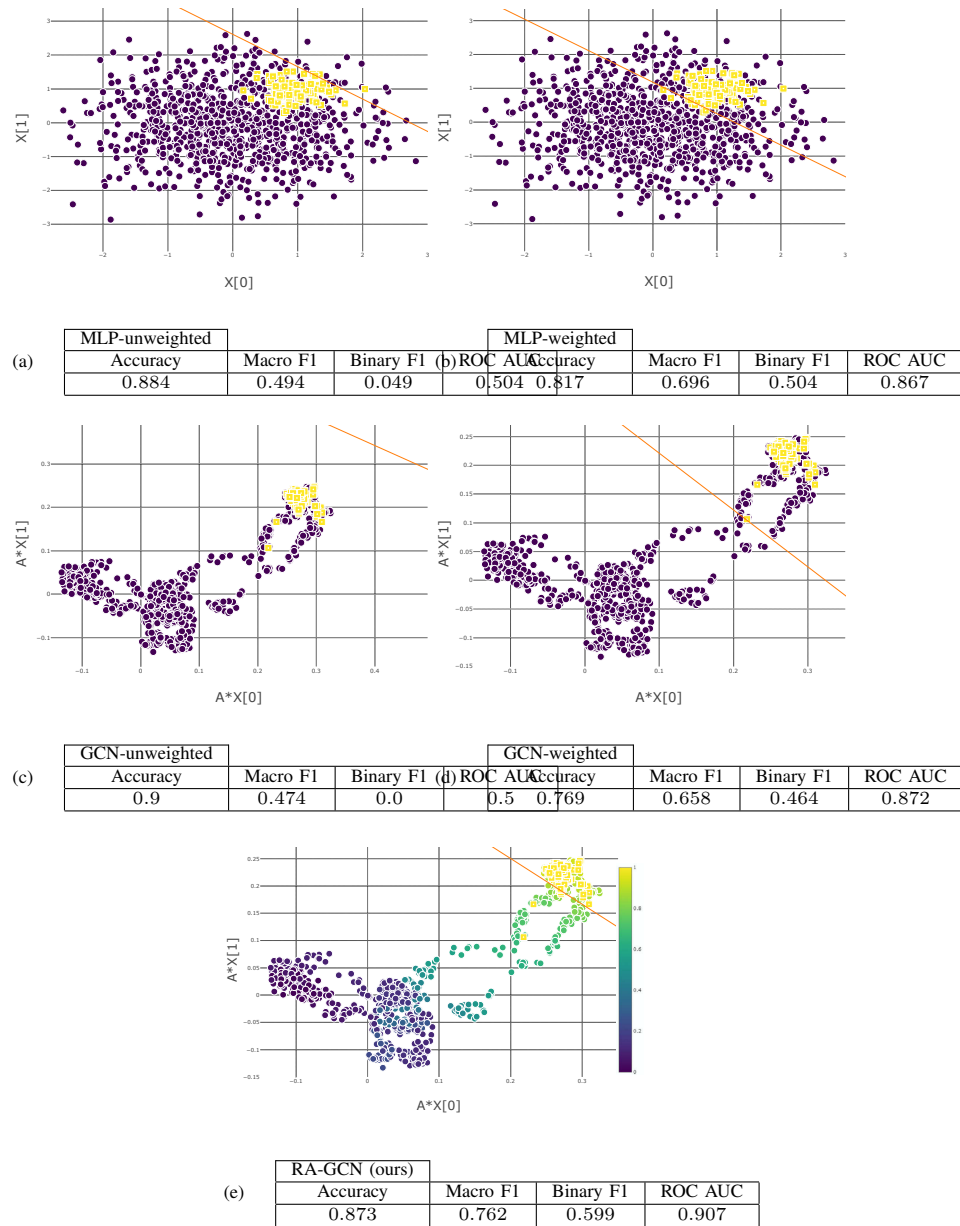 3
3
2
2
1
1
0
0
−1
−1
−2
−2
−3
−3
−2 −1 0 1 2 3
−2 −1 0 1 2 3
X[1]
X[1]
X[0]
X[0]
MLP-unweighted
MLP-weighted
(a)
(b)
Accuracy Macro F1 Binary F1 ROC AUC
Accuracy Macro F1 Binary F1 ROC AUC
0.884 0.494 0.049 0.504
0.817 0.696 0.504 0.867
0.3
0.2
0.1
0
−0.1
0.25
0.2
0.15
0.1
0.05
0
−0.05
−0.1
−0.15
−0.1 0 0.1 0.2 0.3 0.4
−0.1 0 0.1 0.2 0.3
A*X[1]
A*X[1]
A*X[0]
A*X[0]
GCN-unweighted
GCN-weighted
(c)
(d)
Accuracy Macro F1 Binary F1 ROC AUC
Accuracy Macro F1 Binary F1 ROC AUC
0.9 0.474 0.0 0.5
0.769 0.658 0.464 0.872
0.25
0.2
0.15
0.1
0.05
0
−0.05
−0.1
−0.15
−0.1 0 0.1 0.2 0.3
A*X[1]
A*X[0]
1
0.8
0.6
0.4
0.2
0
RA-GCN (ours)
(e)
Accuracy Macro F1 Binary F1 ROC AUC
0.873 0.762 0.599 0.907